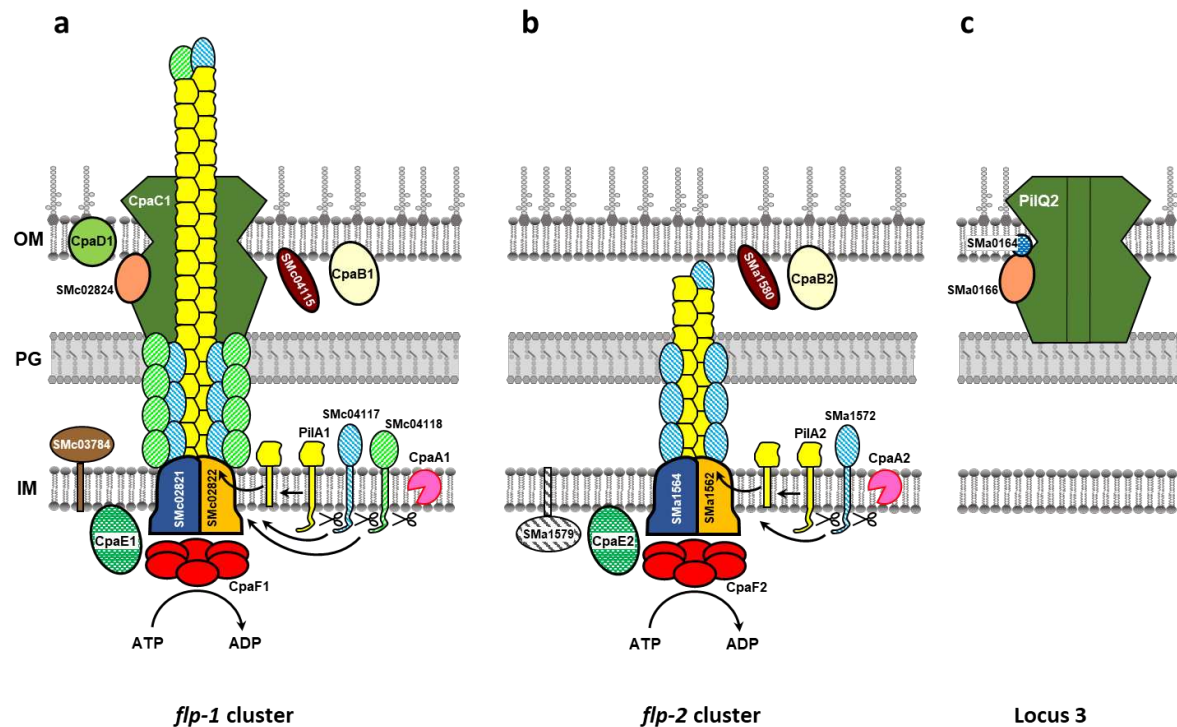 a
b
c
OM
PG
IM
CpaC1
CpaD1
SMc02824
SMc04115
CpaB1
SMc03784
SMc04117
SMc04118
PilA1
CpaA1
SMc02821
SMc02822
CpaE1
CpaF1
ATP
ADP
flp-1 cluster
SMa1580
CpaB2
SMa1572
PilA2
CpaA2
SMa1564
SMa1562
SMa1579
CpaE2
CpaF2
ATP
ADP
flp-2 cluster
PilQ2
SMa0164
SMa0166
Locus 3